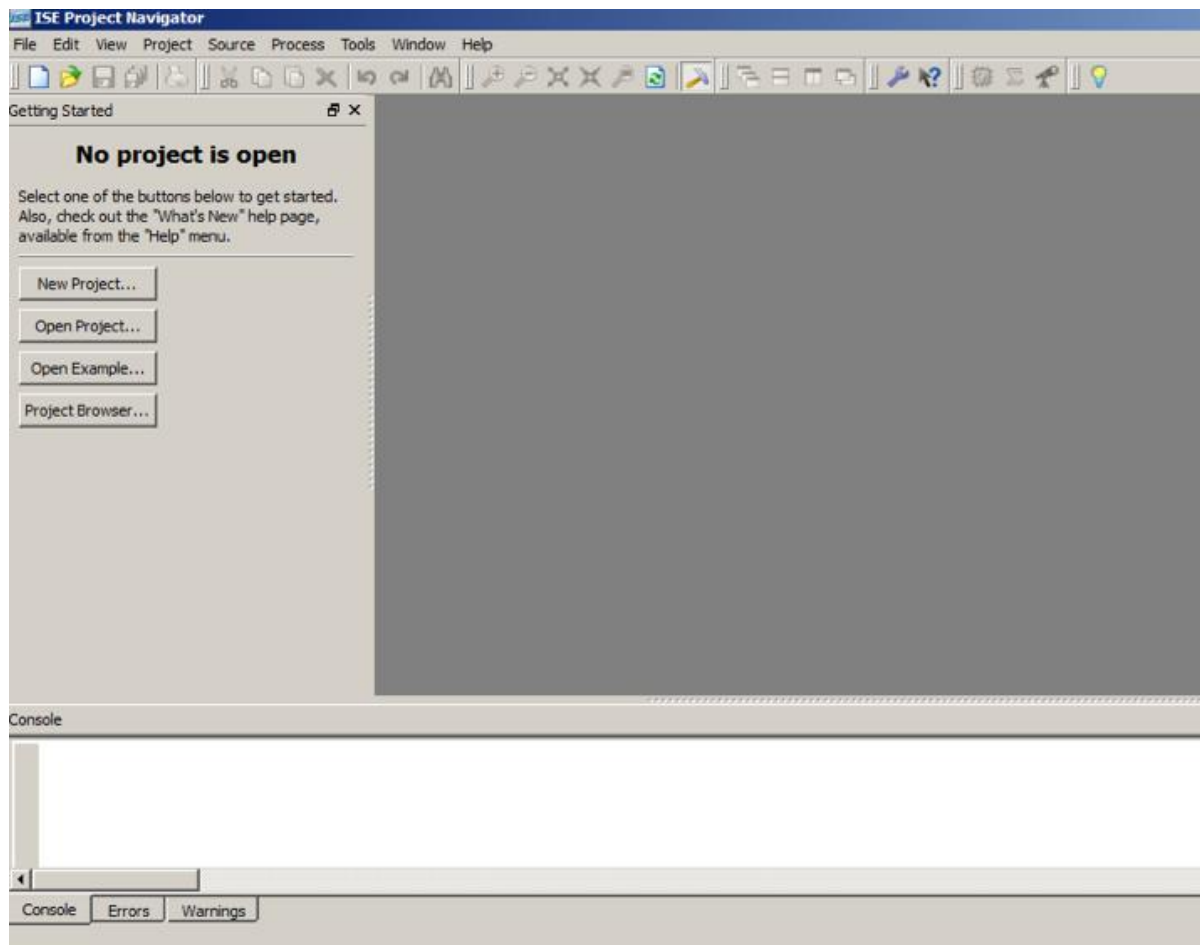 ISE ISE Project Navigator
File Edit View Project Source Process Tools Window Help
Getting Started
No project is open
Select one of the buttons below to get started.
Also, check out the "What's New" help page,
available from the "Help" menu.
New Project...
Open Project...
Open Example...
Project Browser...
Console
Console Errors Warnings